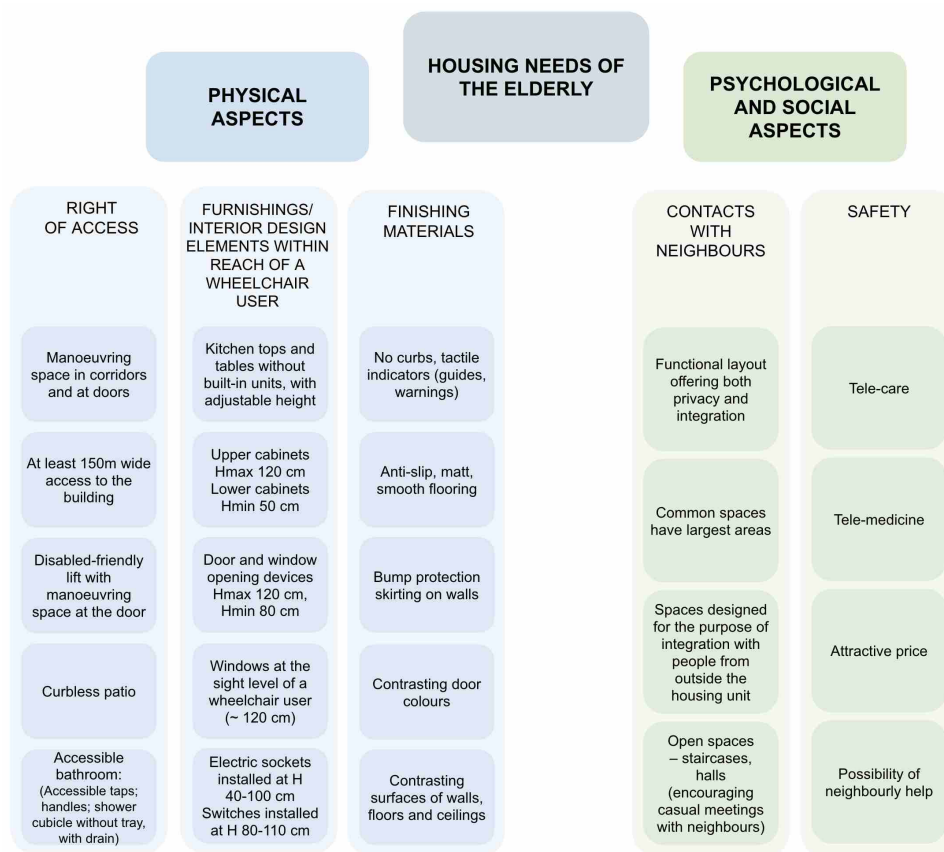 HOUSING NEEDS OF
THE ELDERLY
PHYSICAL
ASPECTS
PSYCHOLOGICAL
AND SOCIAL
ASPECTS
RIGHT
OF ACCESS
Manoeuvring
space in corridors
and at doors
At least 150m wide
access to the
building
Disabled-friendly
lift with
manoeuvring
space at the door
Curbless patio
Accessible
bathroom:
(Accessible taps;
handles; shower
cubicle without tray,
with drain)
FURNISHINGS/
INTERIOR DESIGN
ELEMENTS WITHIN
REACH OF A
WHEELCHAIR
USER
Kitchen tops and
tables without
built-in units, with
adjustable height
Upper cabinets
Hmax 120 cm
Lower cabinets
Hmin 50 cm
Door and window
opening devices
Hmax 120 cm,
Hmin 80 cm
Windows at the
sight level of a
wheelchair user
(~ 120 cm)
Electric sockets
installed at H
40-100 cm
Switches installed
at H 80-110 cm
FINISHING
MATERIALS
No curbs, tactile
indicators (guides,
warnings)
Anti-slip, matt,
smooth flooring
Bump protection
skirting on walls
Contrasting door
colours
Contrasting
surfaces of walls,
floors and ceilings
CONTACTS
WITH
NEIGHBOURS
Functional layout
offering both
privacy and
integration
Common spaces
have largest areas
Spaces designed
for the purpose of
integration with
people from
outside the
housing unit
Open spaces
– staircases,
halls
(encouraging
casual meetings
with neighbours)
SAFETY
Tele-care
Tele-medicine
Attractive price
Possibility of
neighbourly help